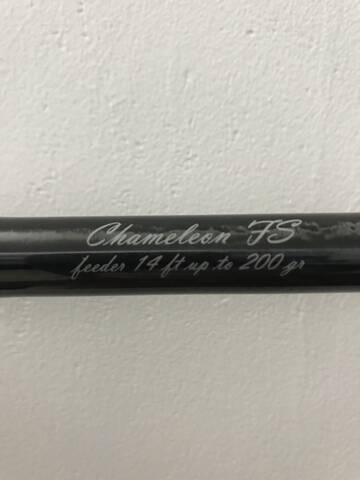 Chameleon FS
feeder 14 ft up to 200 gr